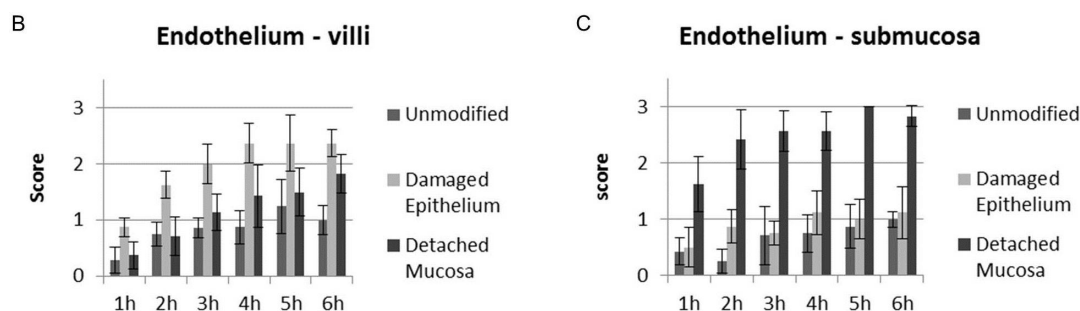 B
Endothelium - villi
Score
3
2
1
0
1h 2h 3h 4h 5h 6h
Unmodified
Damaged
Epithelium
Detached
Mucosa
C
Endothelium - submucosa
score
3
2
1
0
1h 2h 3h 4h 5h 6h
Unmodified
Damaged
Epithelium
Detached
Mucosa